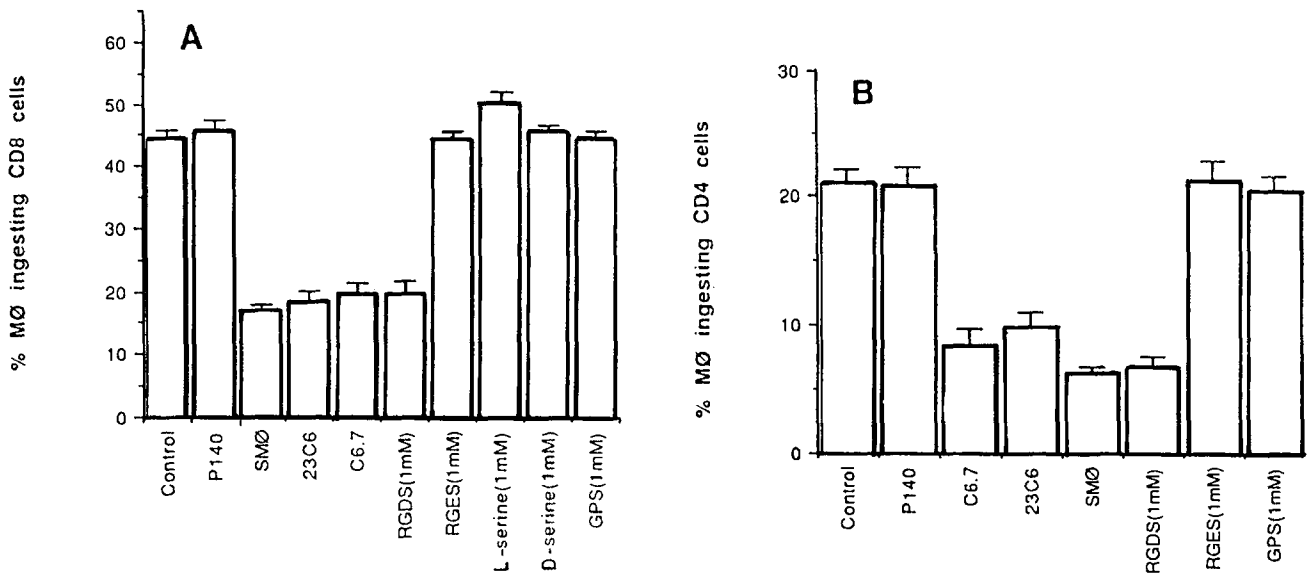 A
% MØ ingesting CD8 cells
60
50
40
30
20
10
0
Control
P140
SMØ
23C6
C6.7
RGDS(1mM)
RGES(1mM)
L-serine(1mM)
D-serine(1mM)
GPS(1mM)
B
% MØ ingesting CD4 cells
30
20
10
0
Control
P140
C6.7
23C6
SMØ
RGDS(1mM)
RGES(1mM)
GPS(1mM)